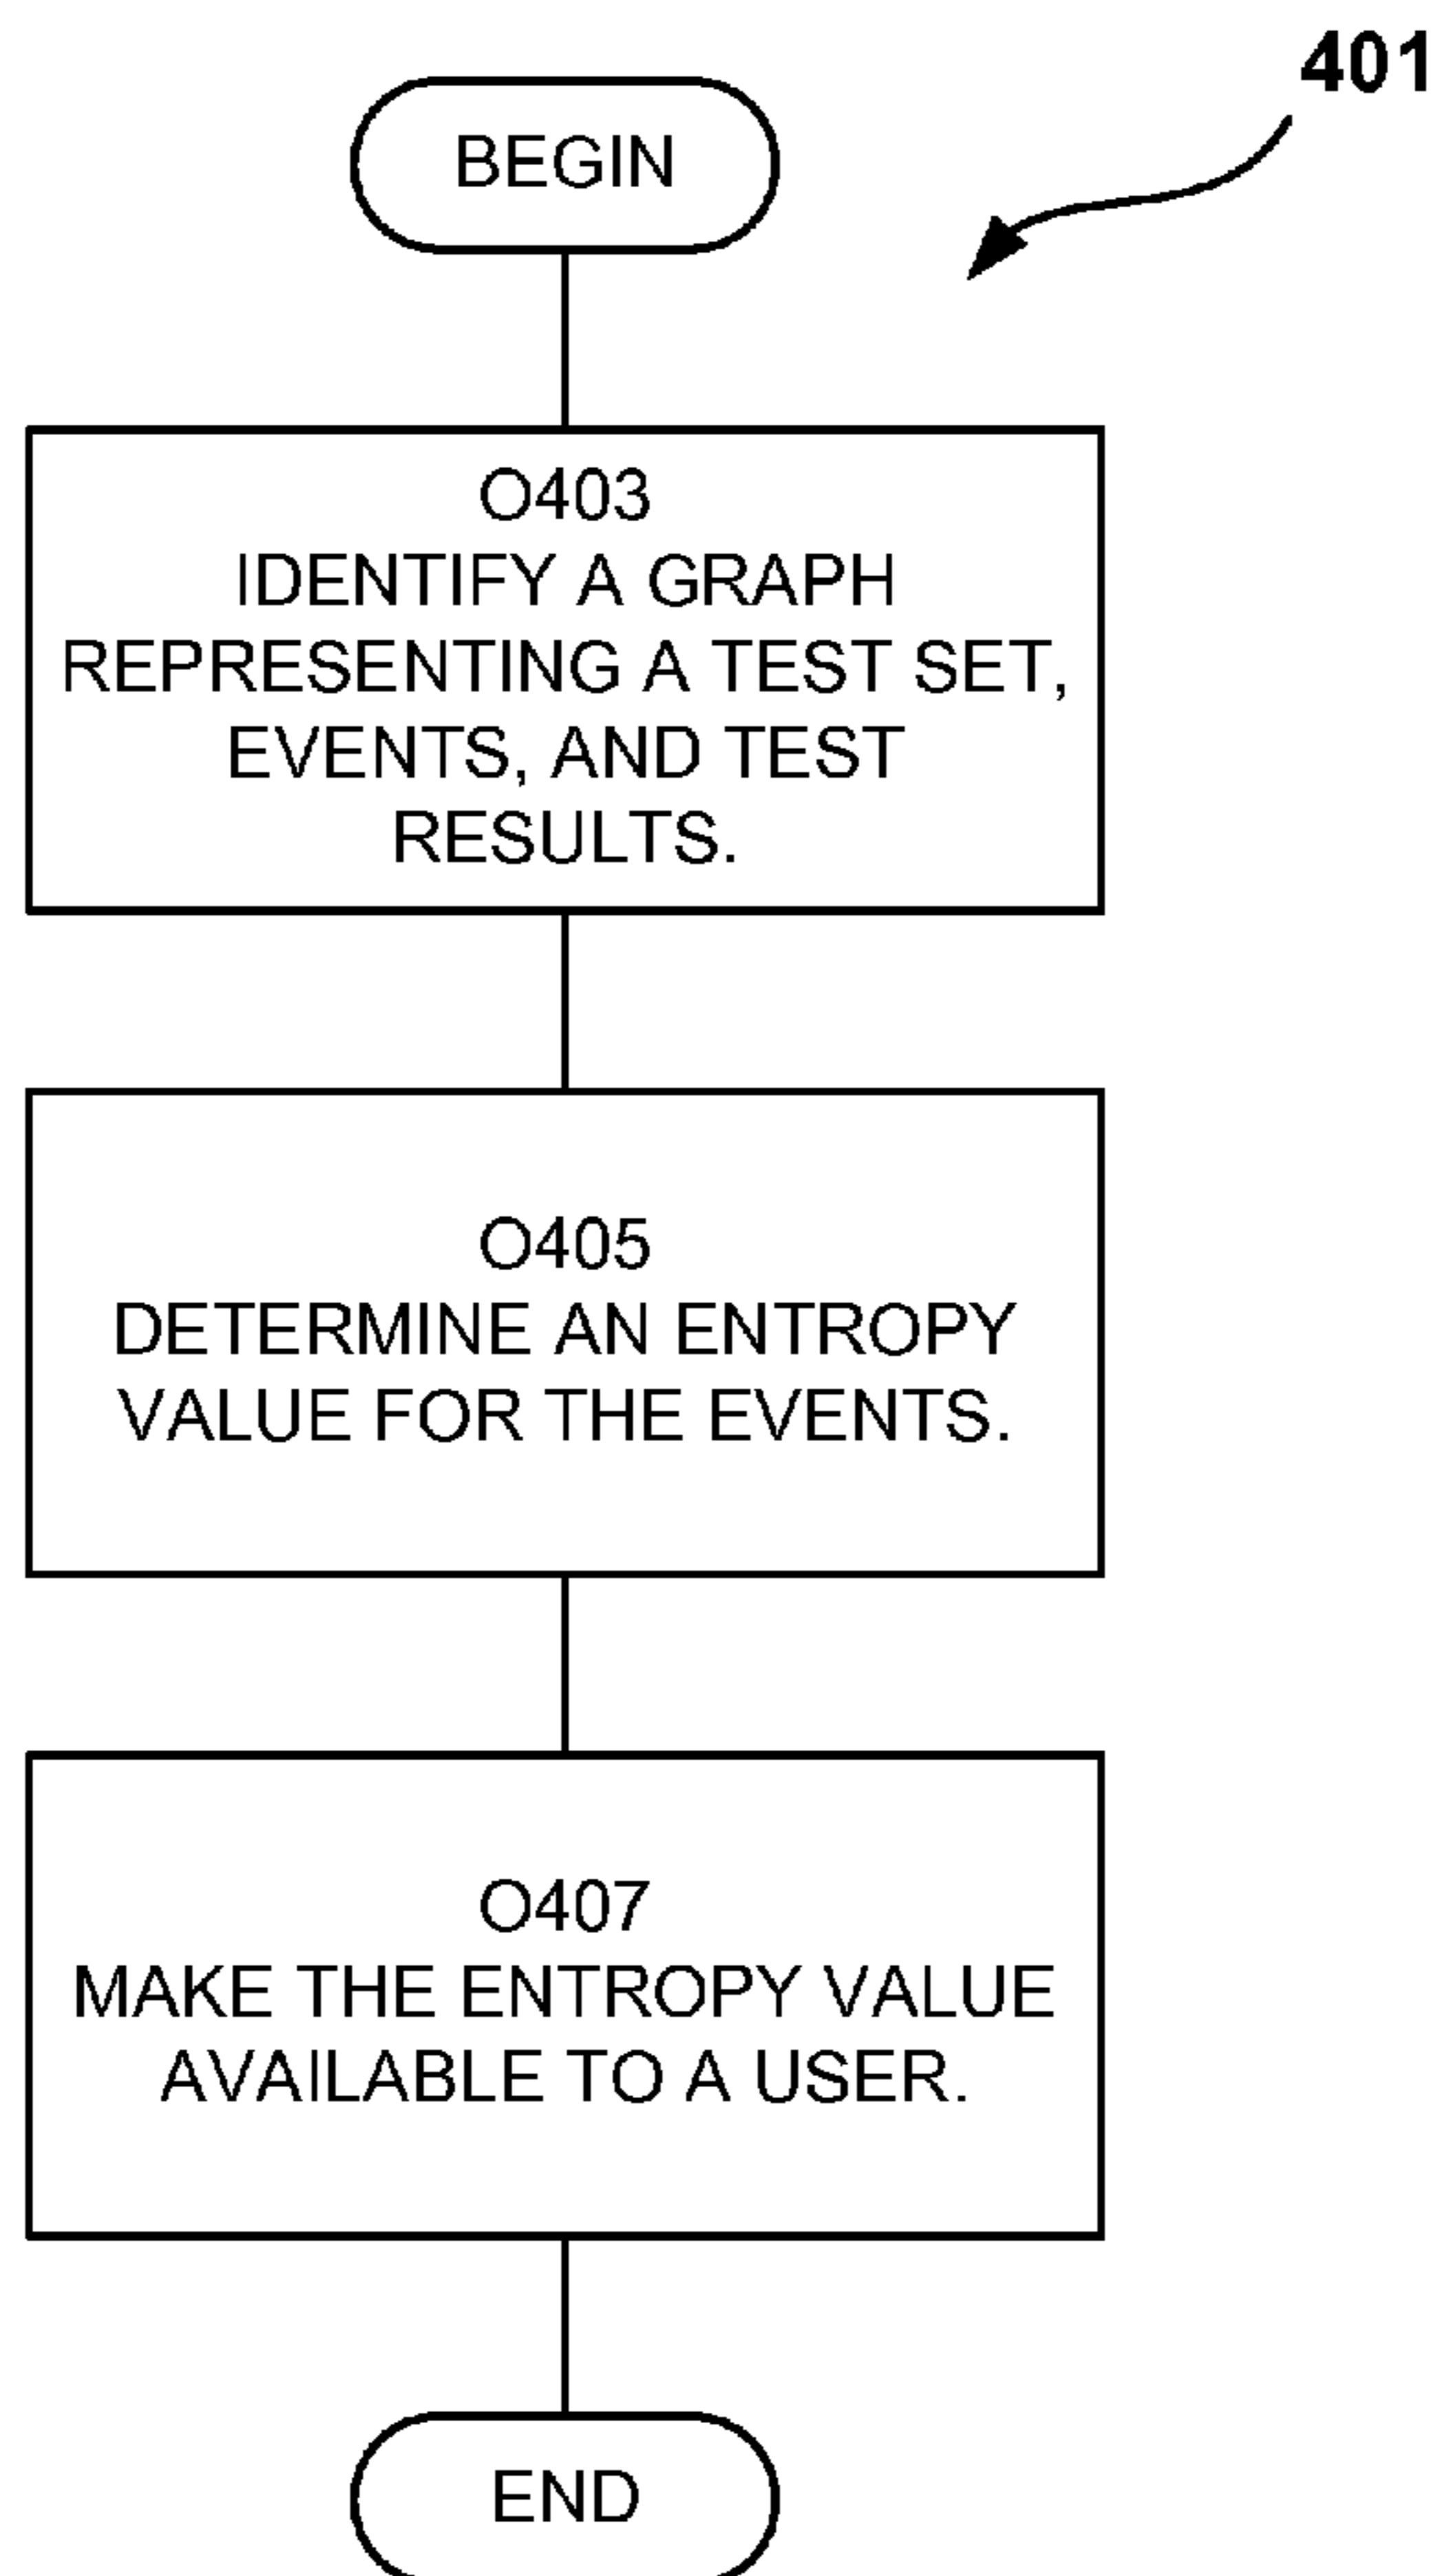 401
BEGIN
O403
IDENTIFY A GRAPH
REPRESENTING A TEST SET,
EVENTS, AND TEST
RESULTS.
O405
DETERMINE AN ENTROPY
VALUE FOR THE EVENTS.
O407
MAKE THE ENTROPY VALUE
AVAILABLE TO A USER.
END